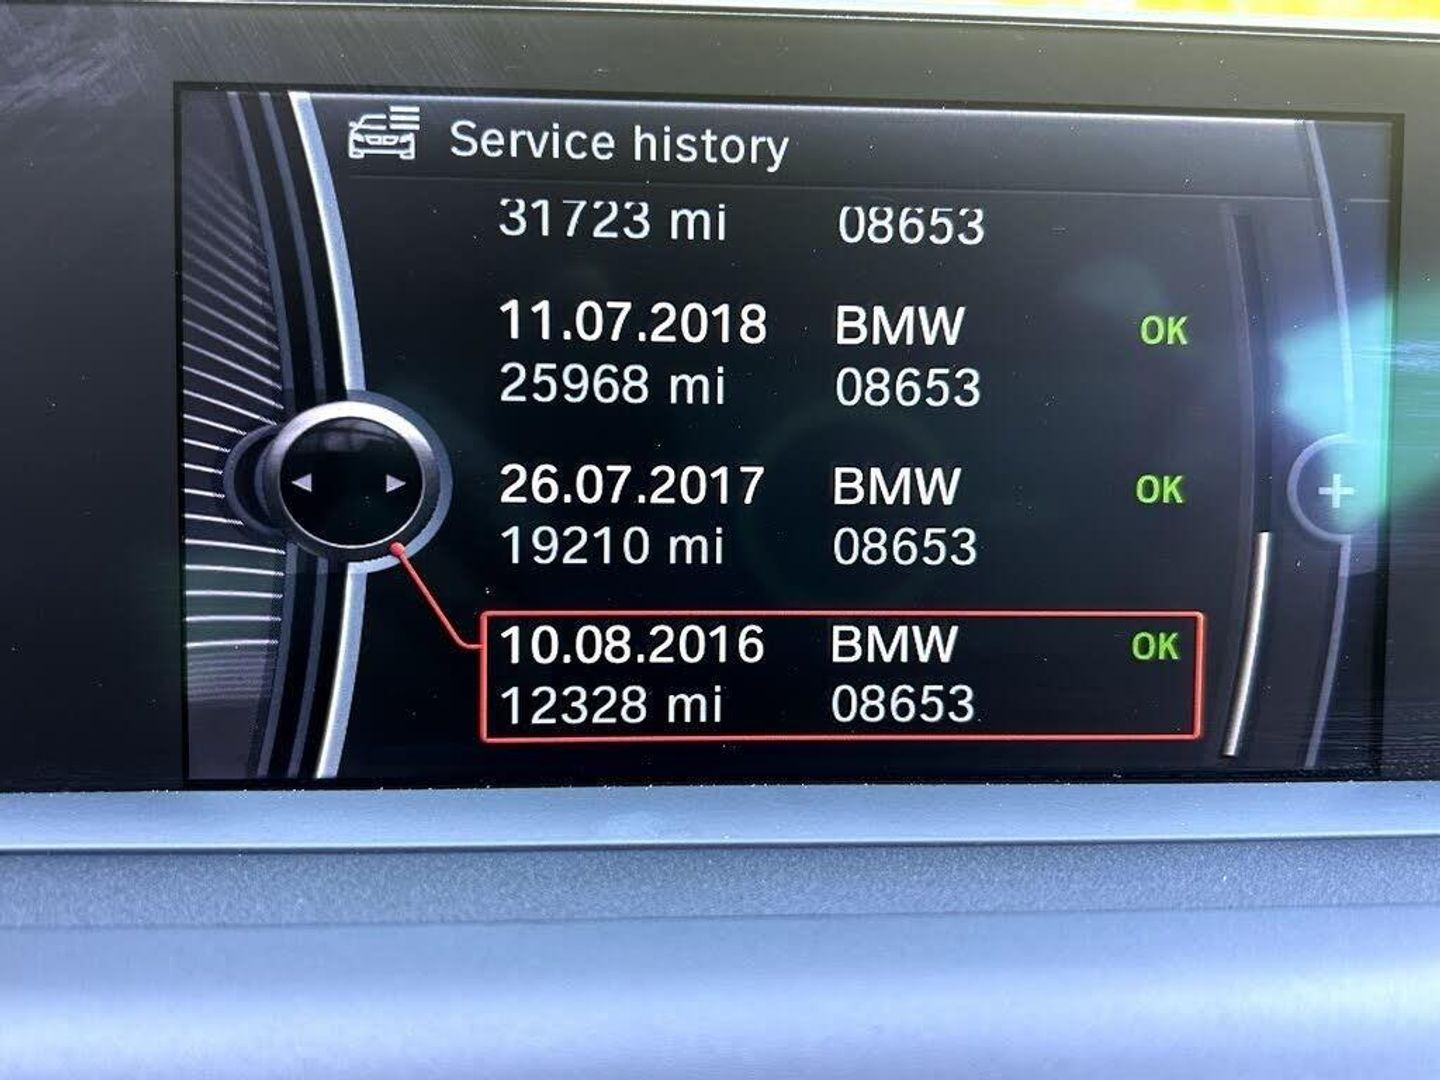 Service history
31723 mi 08653
11.07.2018 BMW OK
25968 mi 08653
26.07.2017 BMW OK
19210 mi 08653
10.08.2016 BMW OK
12328 mi 08653